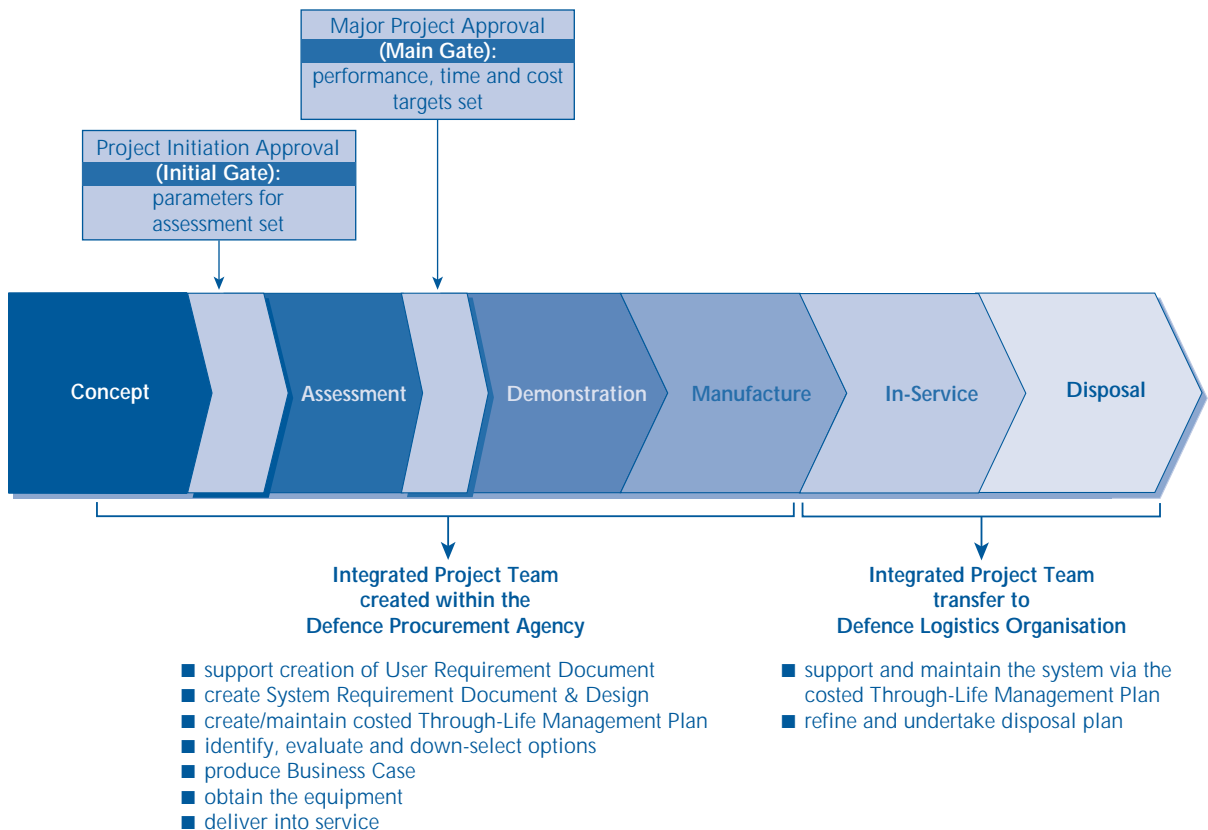 Major Project Approval
(Main Gate):
performance, time and cost
targets set
Project Initiation Approval
(Initial Gate):
parameters for
assessment set
Concept
Assessment
Demonstration
Manufacture
In-Service
Disposal
Integrated Project Team
created within the
Defence Procurement Agency
■ support creation of User Requirement Document
■ create System Requirement Document & Design
■ create/maintain costed Through-Life Management Plan
■ identify, evaluate and down-select options
■ produce Business Case
■ obtain the equipment
■ deliver into service
Integrated Project Team
transfer to
Defence Logistics Organisation
■ support and maintain the system via the
costed Through-Life Management Plan
■ refine and undertake disposal plan